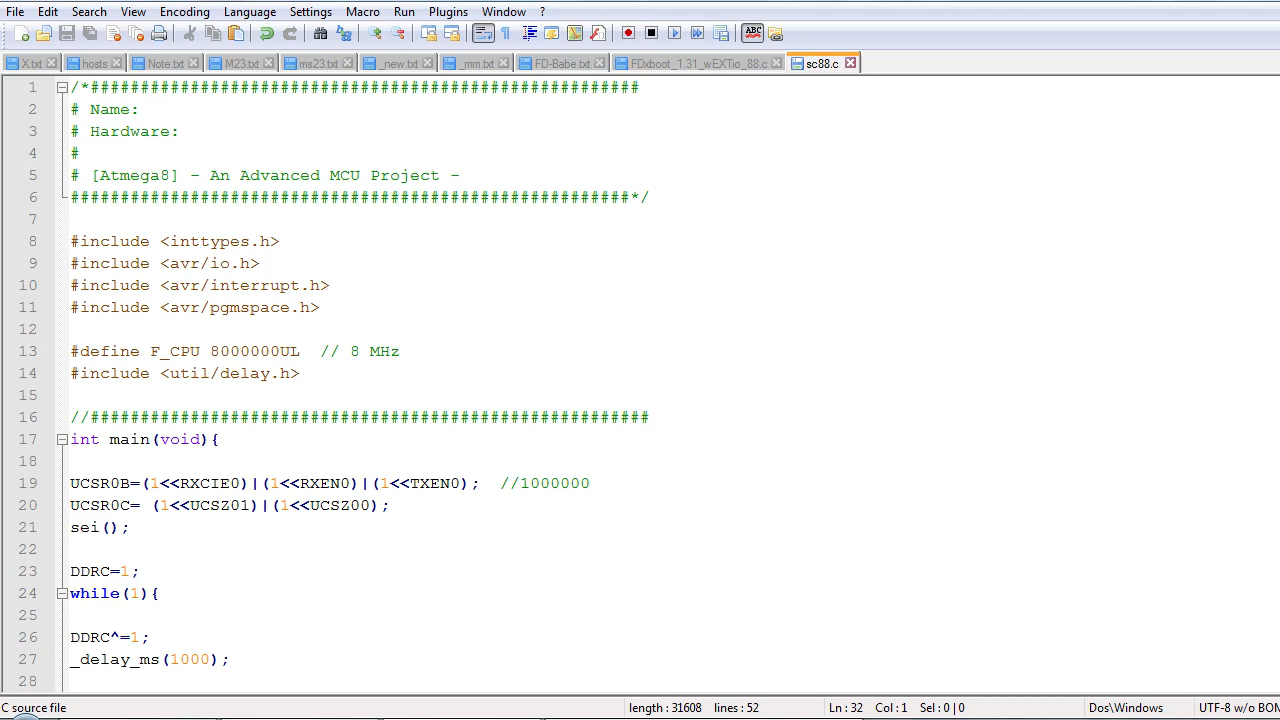 File Edit Search View Encoding Language Settings Macro Run Plugins Window ?
ABC
X.txt hosts Note.txt M23.txt ms23.txt _new.txt _mm.txt FD-Babe.txt FDxboot_1.31_wEXTio_88.c sc88.c
1 /*#######################################################
2 # Name:
3 # Hardware:
4 #
5 # [Atmega8] - An Advanced MCU Project -
6 ########################################################*/
7
8 #include <inttypes.h>
9 #include <avr/io.h>
10 #include <avr/interrupt.h>
11 #include <avr/pgmspace.h>
12
13 #define F_CPU 8000000UL // 8 MHz
14 #include <util/delay.h>
15
16 //########################################################
17 int main(void){
18
19 UCSR0B=(1<<RXCIE0)|(1<<RXEN0)|(1<<TXEN0); //1000000
20 UCSR0C= (1<<UCSZ01)|(1<<UCSZ00);
21 sei();
22
23 DDRC=1;
24 while(1){
25
26 DDRC^=1;
27 _delay_ms(1000);
28
C source file length : 31608 lines : 52 Ln : 32 Col : 1 Sel : 0 | 0 Dos\Windows UTF-8 w/o BOM